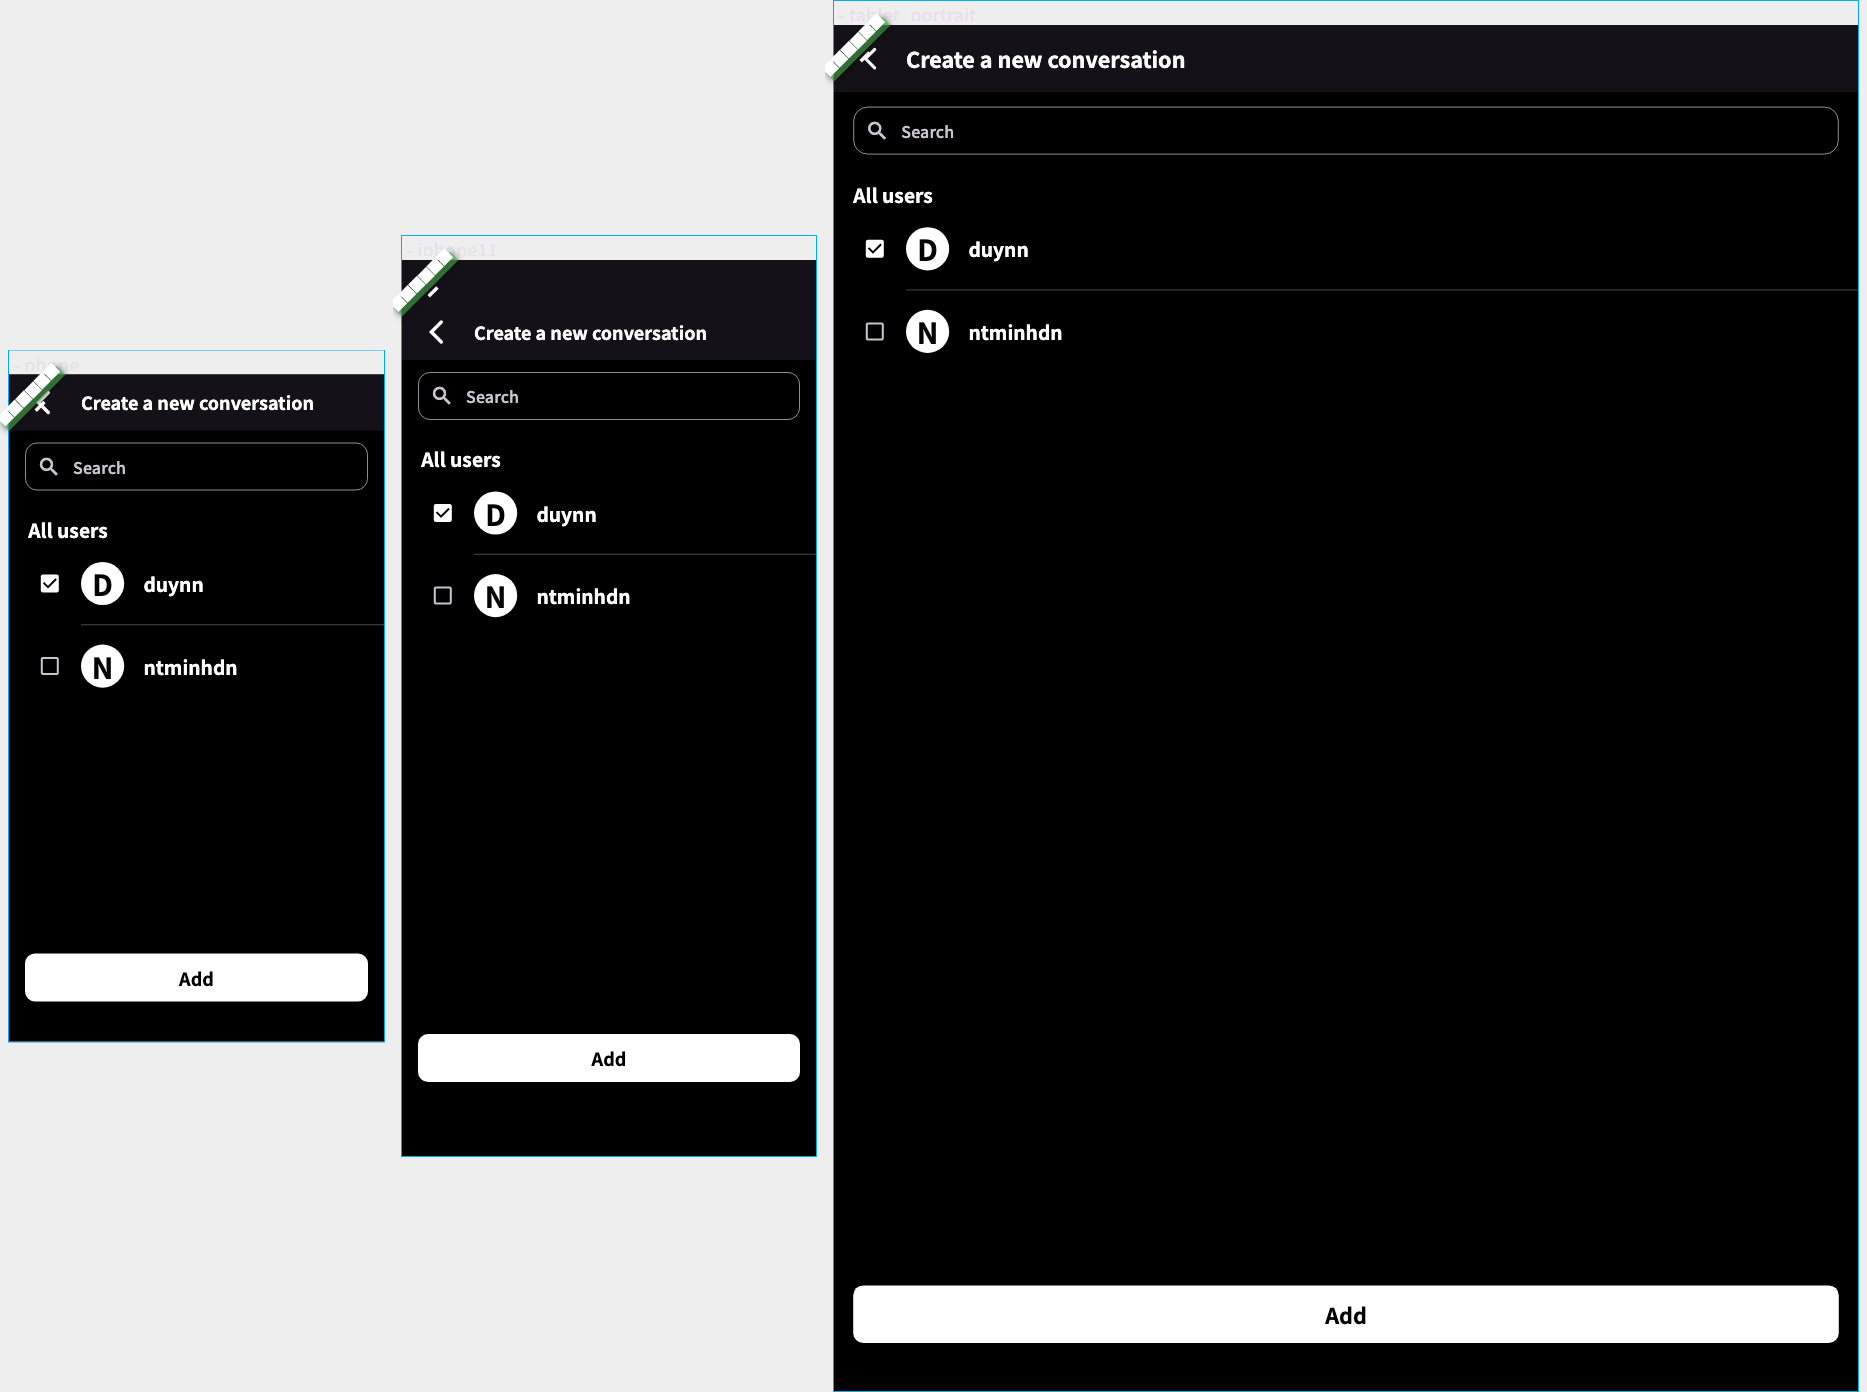 - phone
Create a new conversation
Search
All users
D duynn
N ntminhdn
Add
- iphone11
Create a new conversation
Search
All users
D duynn
N ntminhdn
Add
- tablet_portrait
Create a new conversation
Search
All users
D duynn
N ntminhdn
Add